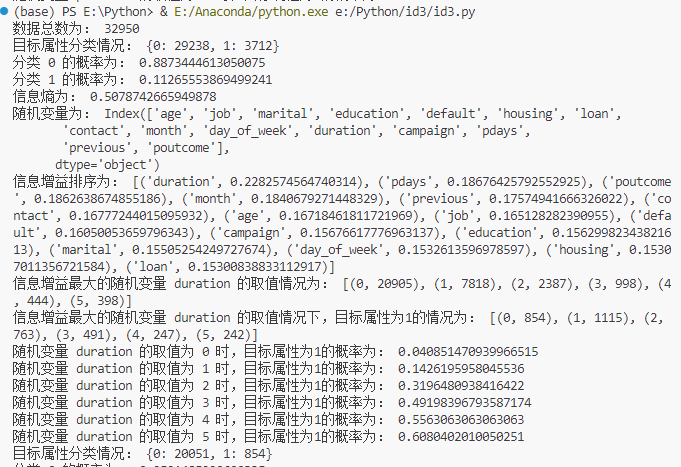 (base) PS E:\Python> & E:/Anaconda/python.exe e:/Python/id3/id3.py
数据总数为： 32950
目标属性分类情况： {0: 29238, 1: 3712}
分类 0 的概率为： 0.8873444613050075
分类 1 的概率为： 0.11265553869499241
信息熵为： 0.5078742665949878
随机变量为： Index(['age', 'job', 'marital', 'education', 'default', 'housing', 'loan',
'contact', 'month', 'day_of_week', 'duration', 'campaign', 'pdays',
'previous', 'poutcome'],
dtype='object')
信息增益排序为： [('duration', 0.2282574564740314), ('pdays', 0.18676425792552925), ('poutcome
', 0.1862638674855186), ('month', 0.1840679271448329), ('previous', 0.17574941666326022), ('co
ntact', 0.16777244015095932), ('age', 0.16718461811721969), ('job', 0.165128282390955), ('defa
ult', 0.16050053659796343), ('campaign', 0.15676617776963137), ('education', 0.156299823438216
13), ('marital', 0.15505254249727674), ('day_of_week', 0.1532613596978597), ('housing', 0.1530
7011356721584), ('loan', 0.15300838833112917)]
信息增益最大的随机变量 duration 的取值情况为： [(0, 20905), (1, 7818), (2, 2387), (3, 998), (4
, 444), (5, 398)]
信息增益最大的随机变量 duration 的取值情况下，目标属性为1的情况为： [(0, 854), (1, 1115), (2,
763), (3, 491), (4, 247), (5, 242)]
随机变量 duration 的取值为 0 时，目标属性为1的概率为： 0.040851470939966515
随机变量 duration 的取值为 1 时，目标属性为1的概率为： 0.1426195958045536
随机变量 duration 的取值为 2 时，目标属性为1的概率为： 0.3196480938416422
随机变量 duration 的取值为 3 时，目标属性为1的概率为： 0.49198396793587174
随机变量 duration 的取值为 4 时，目标属性为1的概率为： 0.5563063063063063
随机变量 duration 的取值为 5 时，目标属性为1的概率为： 0.6080402010050251
目标属性分类情况： {0: 20051, 1: 854}